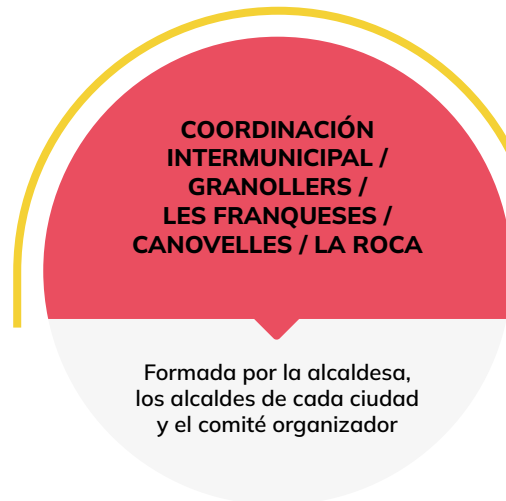 COORDINACIÓN
INTERMUNICIPAL /
GRANOLLERS /
LES FRANQUESES /
CANOVELLES / LA ROCA
Formada por la alcaldesa,
los alcaldes de cada ciudad
y el comité organizador